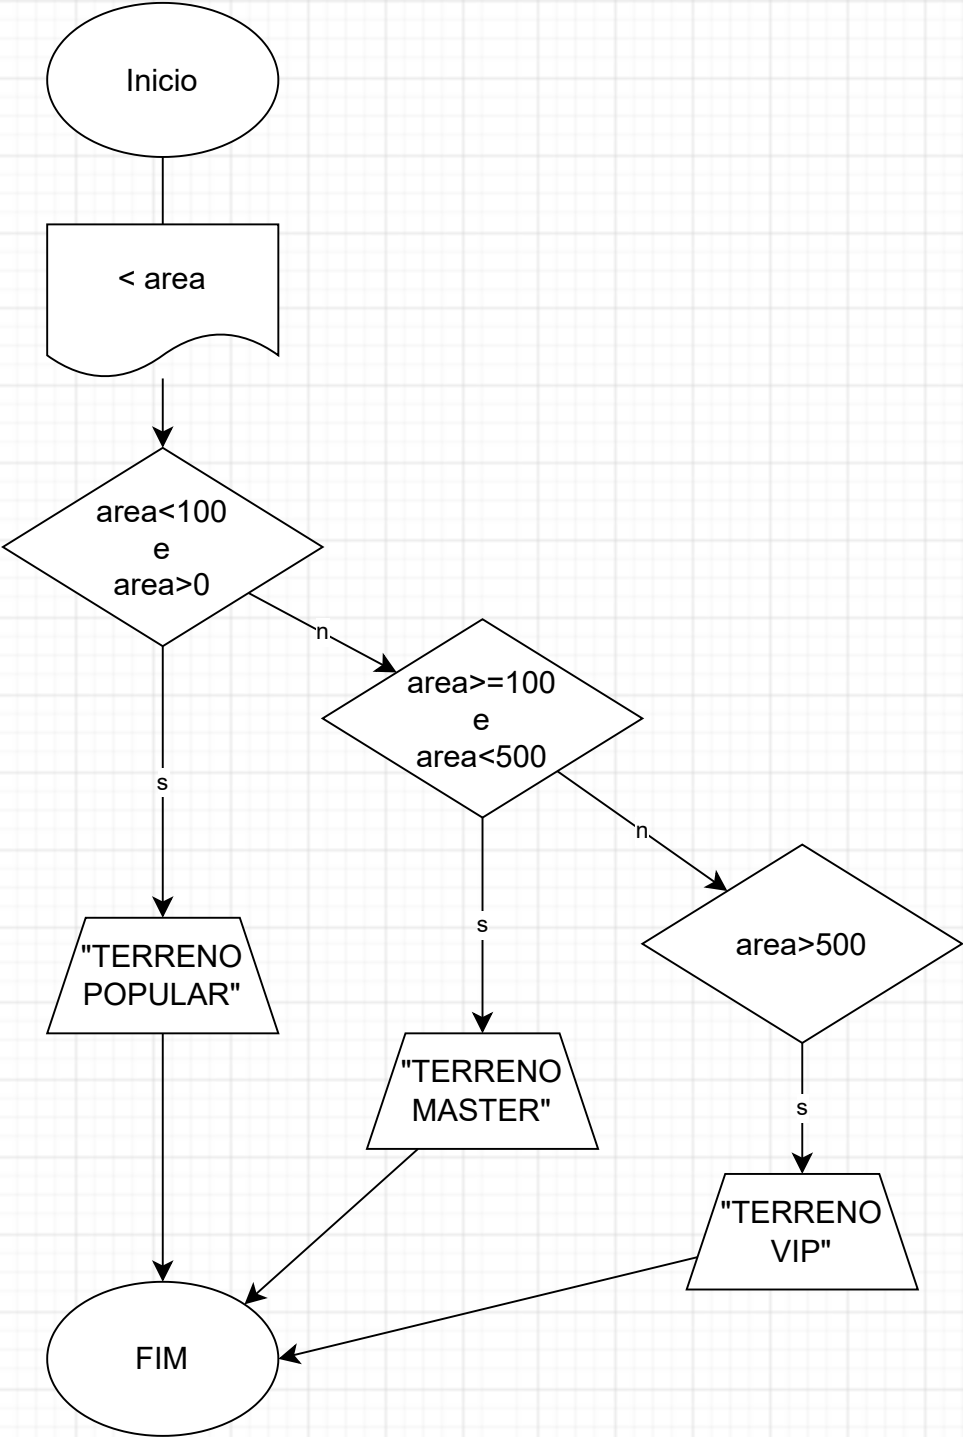 Inicio
< area
area<100
e
area>0
n
area>=100
e
area<500
s
n
s
area>500
"TERRENO
POPULAR"
"TERRENO
MASTER"
s
"TERRENO
VIP"
FIM